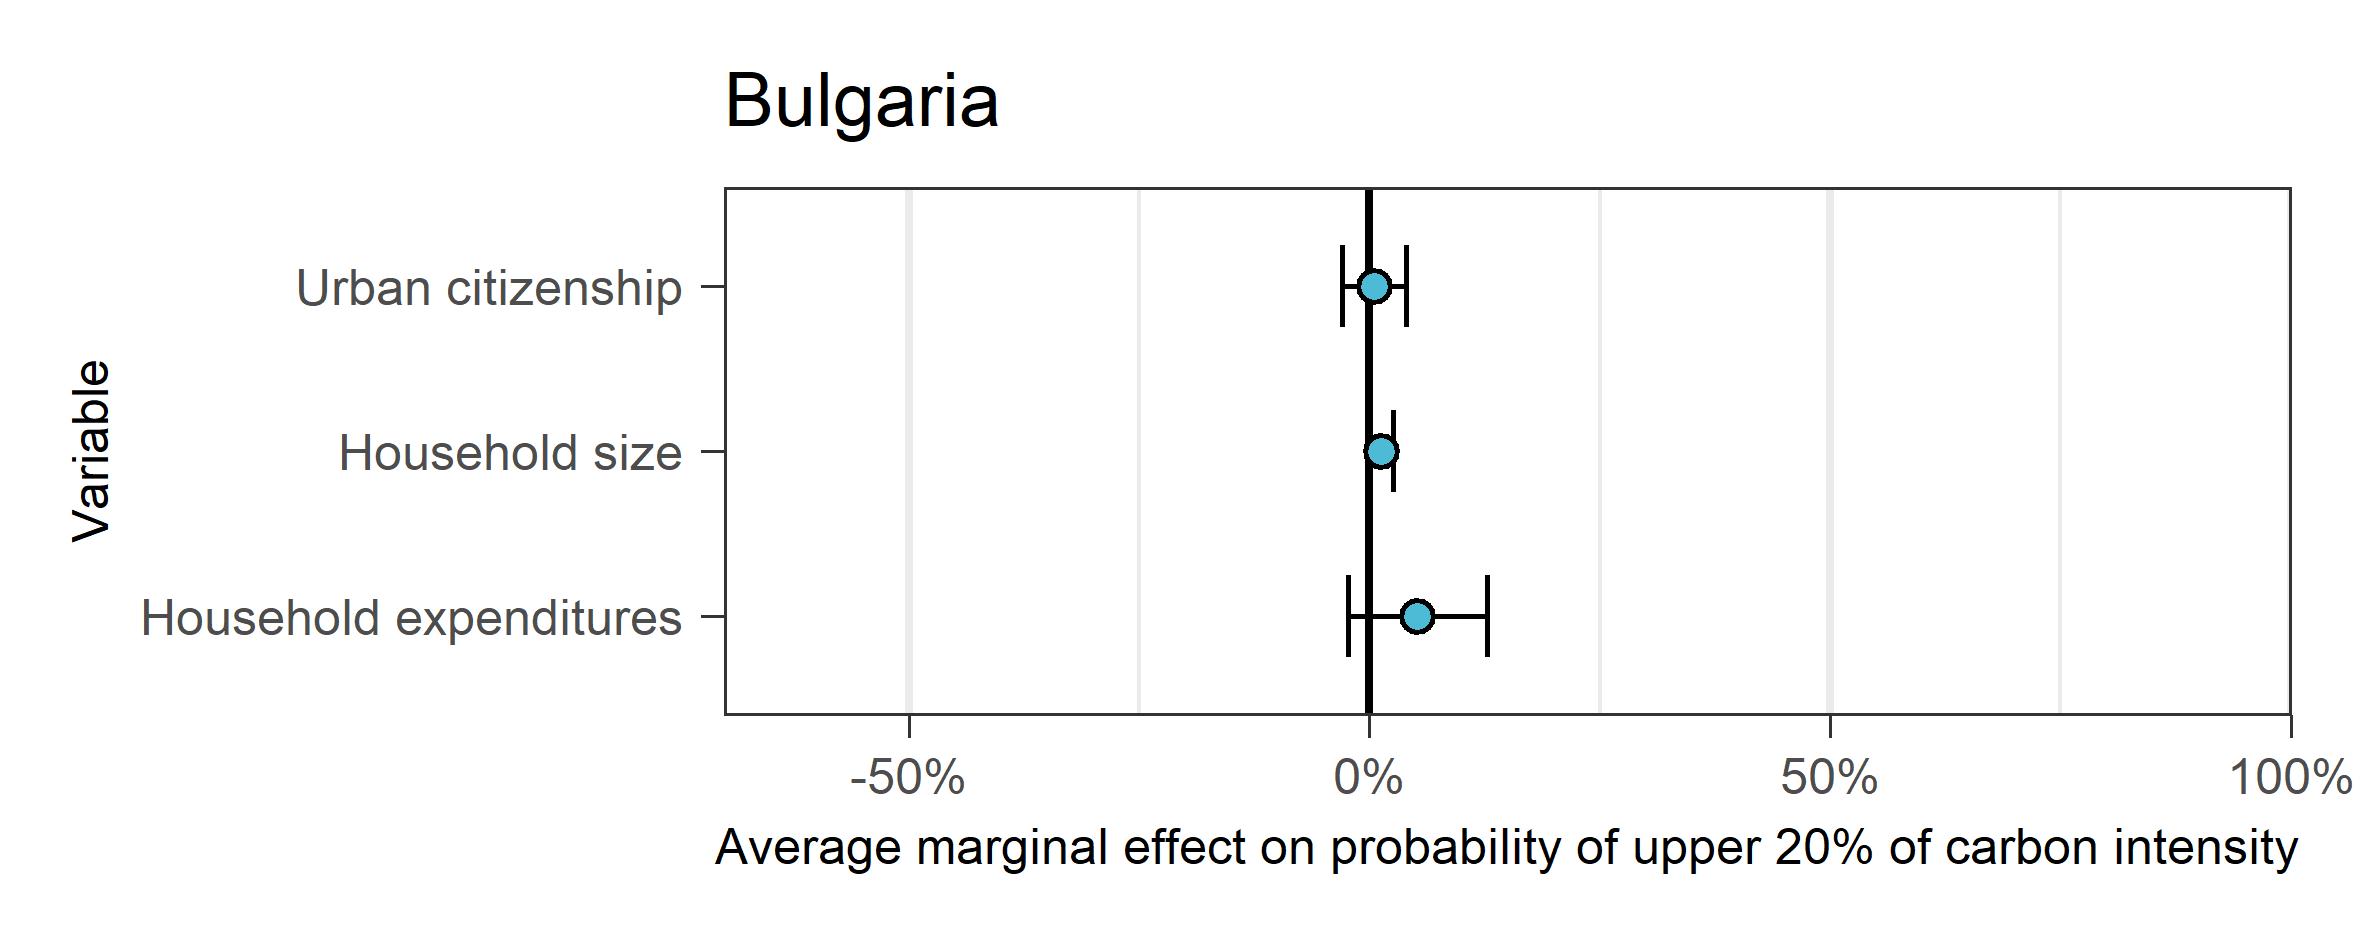 Bulgaria
Variable
Urban citizenship
Household size
Household expenditures
-50% 0% 50% 100%
Average marginal effect on probability of upper 20% of carbon intensity